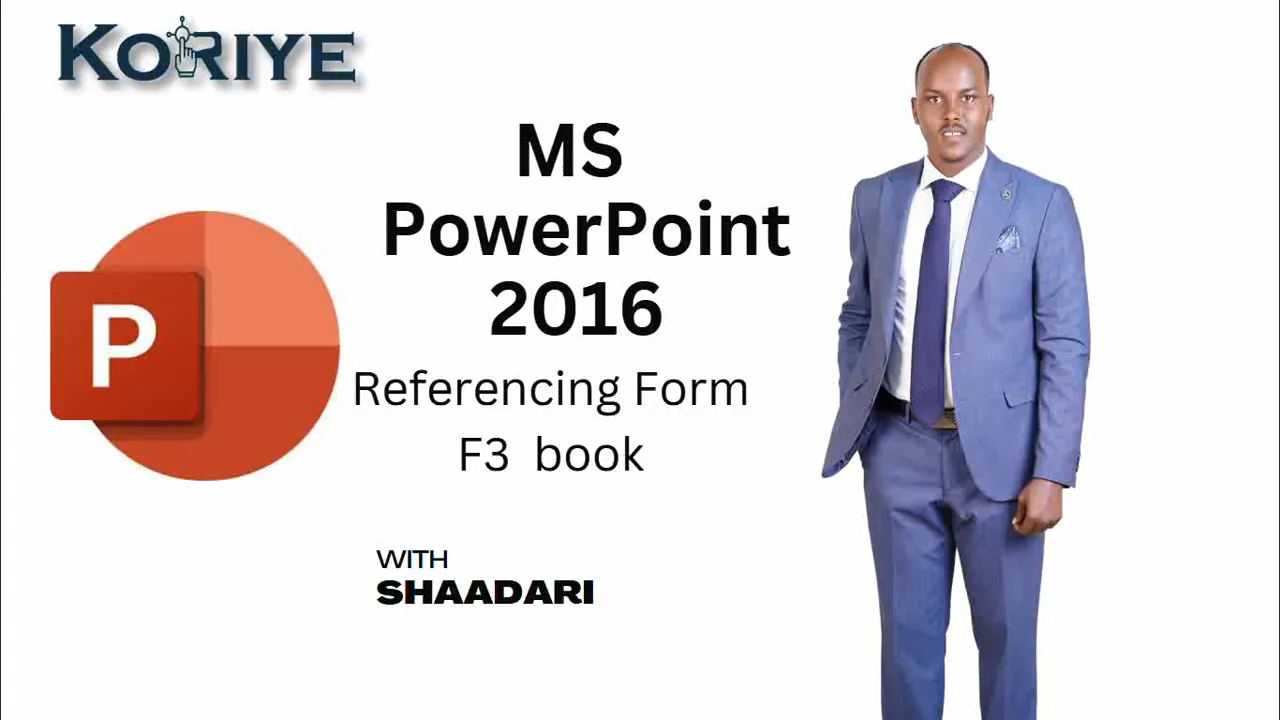 KORIYE
MS
PowerPoint
2016
P
Referencing Form
F3 book
WITH
SHAADARI